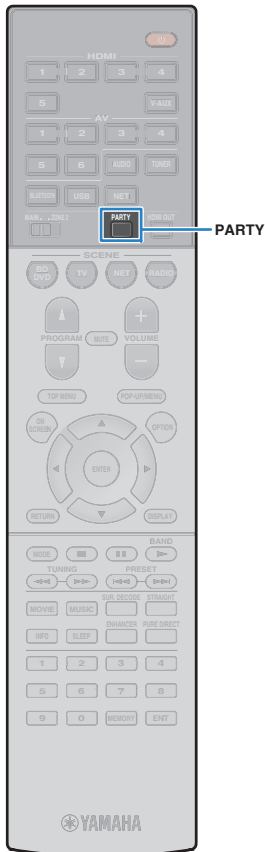 HDMI
1 2 3 4
5 V-AUX
AV
1 2 3 4
5 6 AUDIO TUNER
BLUETOOTH USB NET
MAIN ZONE2 PARTY HDMI OUT
PARTY
SCENE
BD DVD TV NET RADIO
PROGRAM MUTE VOLUME
TOP MENU POP-UP/MENU
ON SCREEN OPTION
ENTER
RETURN DISPLAY
BAND
MODE
TUNING PRESET
SUR. DECODE STRAIGHT
MOVIE MUSIC
ENHANCER PURE DIRECT
INFO SLEEP
1 2 3 4
5 6 7 8
9 0 MEMORY ENT
YAMAHA